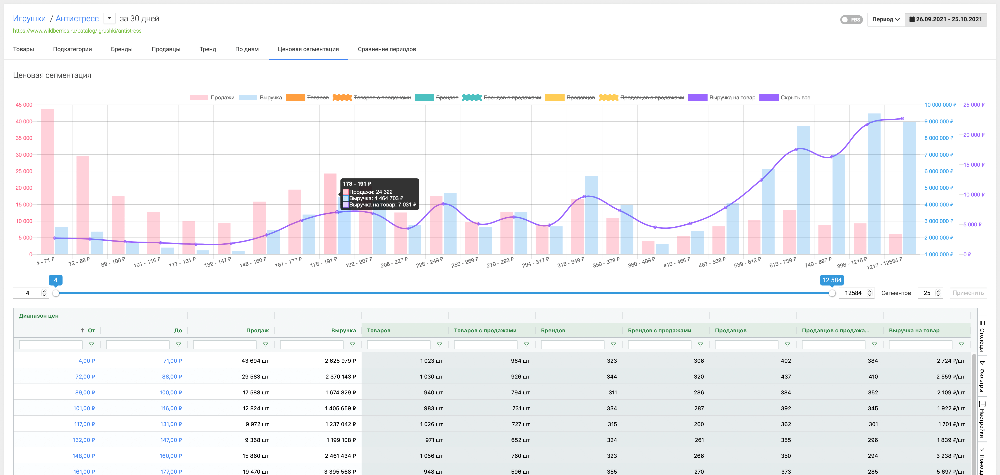 Игрушки / Антистресс за 30 дней
FBS
Период
26.09.2021 - 25.10.2021
https://www.wildberries.ru/catalog/igrushki/antistress
Товары Подкатегории Бренды Продавцы Тренд По дням Ценовая сегментация Сравнение периодов
Ценовая сегментация
Продажи Выручка Товаров Товаров с продажами Брендов Брендов с продажами Продавцов Продавцов с продажами Выручка на товар Скрыть все
45 000
40 000
35 000
30 000
25 000
20 000
15 000
10 000
5 000
0
10 000 000 ₽
9 000 000 ₽
8 000 000 ₽
7 000 000 ₽
6 000 000 ₽
5 000 000 ₽
4 000 000 ₽
3 000 000 ₽
2 000 000 ₽
1 000 000 ₽
25 000 ₽
20 000 ₽
15 000 ₽
10 000 ₽
5 000 ₽
0 ₽
178 - 191 ₽
Продажи: 24 322
Выручка: 4 464 703 ₽
Выручка на товар: 7 031 ₽
4 - 71 ₽ 72 - 88 ₽ 89 - 100 ₽ 101 - 116 ₽ 117 - 131 ₽ 132 - 147 ₽ 148 - 160 ₽ 161 - 177 ₽ 178 - 191 ₽ 192 - 207 ₽ 208 - 227 ₽ 228 - 249 ₽ 250 - 269 ₽ 270 - 293 ₽ 294 - 317 ₽ 318 - 349 ₽ 350 - 379 ₽ 380 - 409 ₽ 410 - 466 ₽ 467 - 538 ₽ 539 - 612 ₽ 613 - 739 ₽ 740 - 897 ₽ 898 - 1215 ₽ 1217 - 12584 ₽
4 12 584
4 12584 Сегментов 25 Применить
Диапазон цен
↑ От До Продаж Выручка Товаров Товаров с продажами Брендов Брендов с продажами Продавцов Продавцов с продажа... Выручка на товар
4,00 ₽ 71,00 ₽ 43 694 шт 2 625 979 ₽ 1 023 шт 964 шт 323 306 402 384 2 724 ₽/шт
72,00 ₽ 88,00 ₽ 29 583 шт 2 370 143 ₽ 1 030 шт 926 шт 344 320 437 410 2 559 ₽/шт
89,00 ₽ 100,00 ₽ 17 588 шт 1 674 829 ₽ 940 шт 794 шт 311 286 384 352 2 109 ₽/шт
101,00 ₽ 116,00 ₽ 12 824 шт 1 405 659 ₽ 983 шт 731 шт 334 287 392 345 1 922 ₽/шт
117,00 ₽ 131,00 ₽ 9 972 шт 1 237 042 ₽ 1 026 шт 727 шт 315 260 362 301 1 701 ₽/шт
132,00 ₽ 147,00 ₽ 9 368 шт 1 199 108 ₽ 971 шт 652 шт 324 261 355 296 1 839 ₽/шт
148,00 ₽ 160,00 ₽ 15 860 шт 2 461 434 ₽ 1 056 шт 760 шт 323 266 350 294 3 238 ₽/шт
161,00 ₽ 177,00 ₽ 19 470 шт 3 395 568 ₽ 948 шт 596 шт 355 270 373 285 5 697 ₽/шт
Столбцы
Фильтры
Настройки